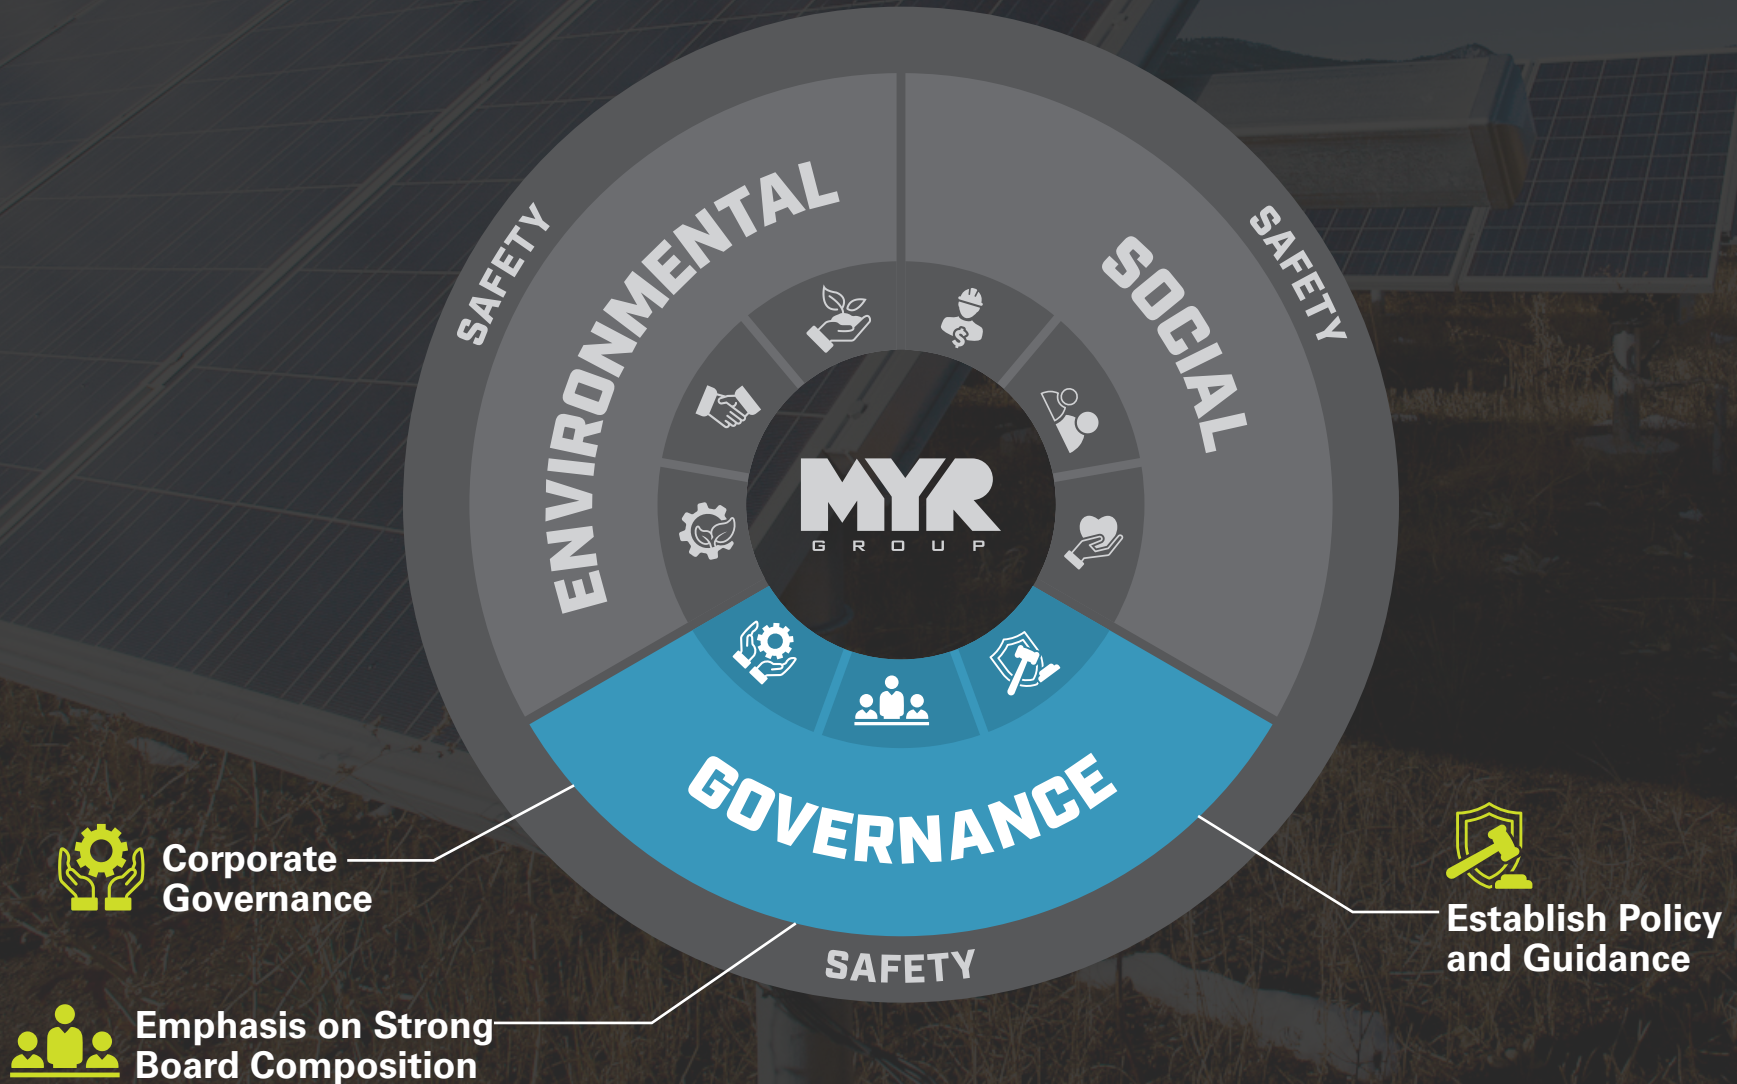 SAFETY
SAFETY
ENVIRONMENTAL
SOCIAL
MYR
GROUP
GOVERNANCE
SAFETY
Corporate
Governance
Emphasis on Strong
Board Composition
Establish Policy
and Guidance